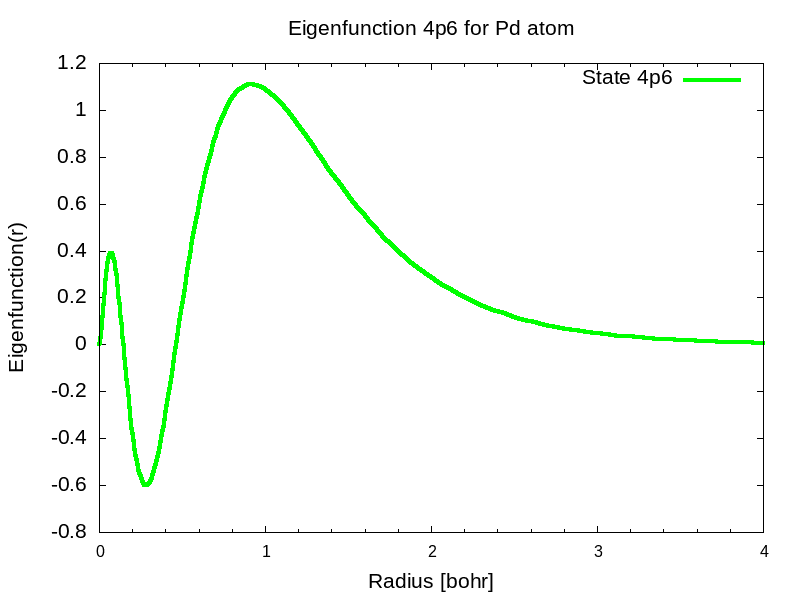 Eigenfunction 4p6 for Pd atom
State 4p6
Eigenfunction(r)
1.2
1
0.8
0.6
0.4
0.2
0
-0.2
-0.4
-0.6
-0.8
0 1 2 3 4
Radius [bohr]